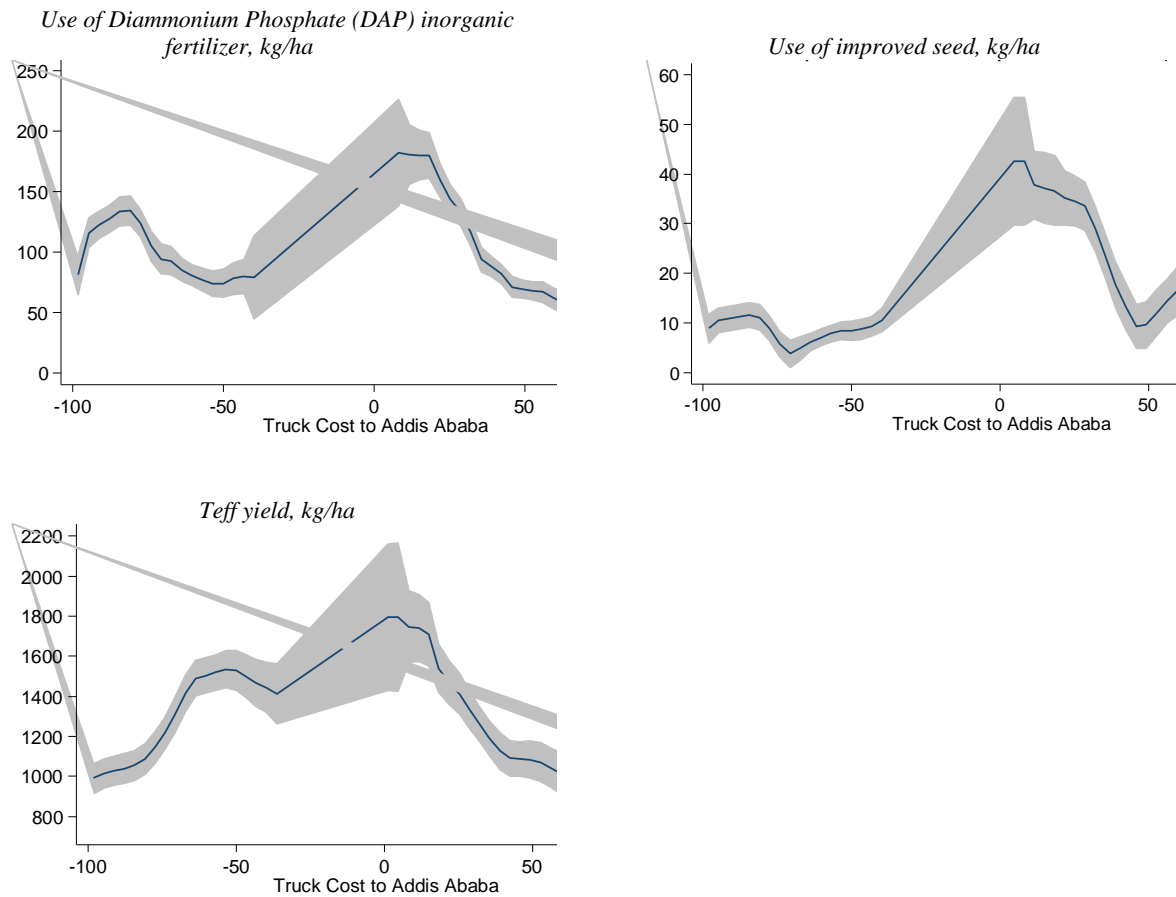 Use of Diammonium Phosphate (DAP) inorganic
fertilizer, kg/ha
250
200
150
100
50
0
-100 -50 0 50
Truck Cost to Addis Ababa
Use of improved seed, kg/ha
60
50
40
30
20
10
0
-100 -50 0 50
Truck Cost to Addis Ababa
Teff yield, kg/ha
2200
2000
1800
1600
1400
1200
1000
800
-100 -50 0 50
Truck Cost to Addis Ababa